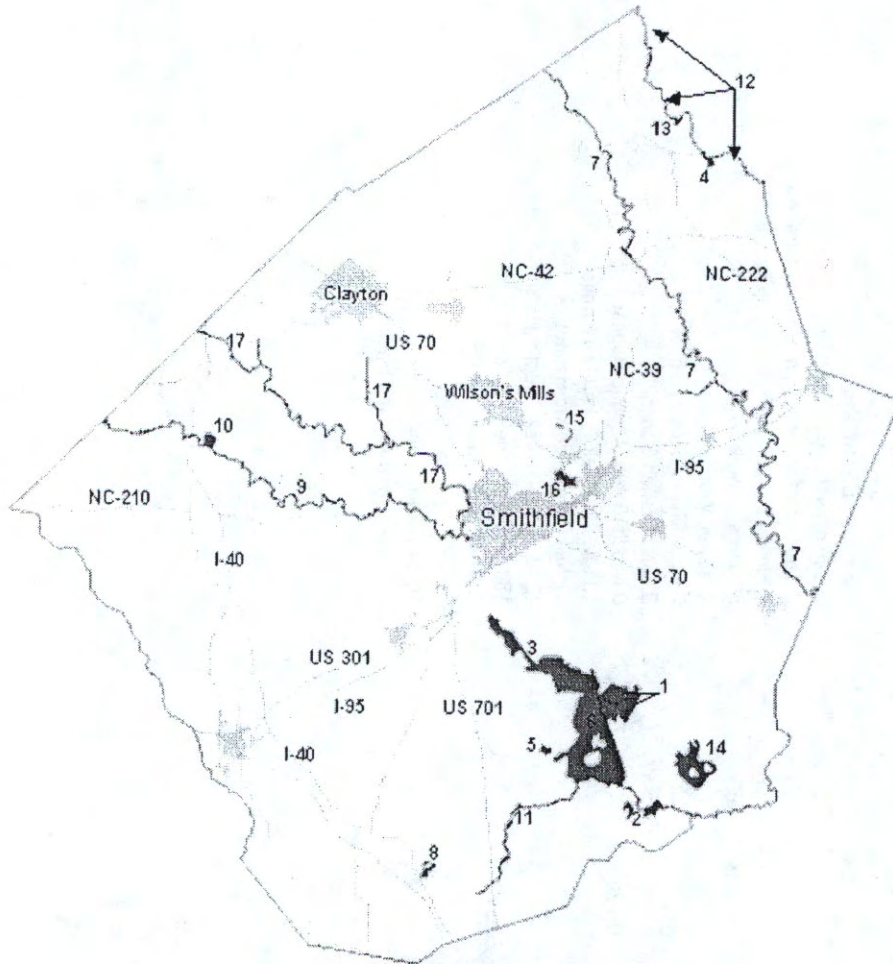 12
13
7
4
NC-42
NC-222
Clayton
17
US 70
7
NC-39
17
Wilson's Mills
15
10
17
I-95
16
9
NC-210
Smithfield
I-40
US 70
7
3
US 301
1
I-95
US 701
5
14
I-40
11
2
8